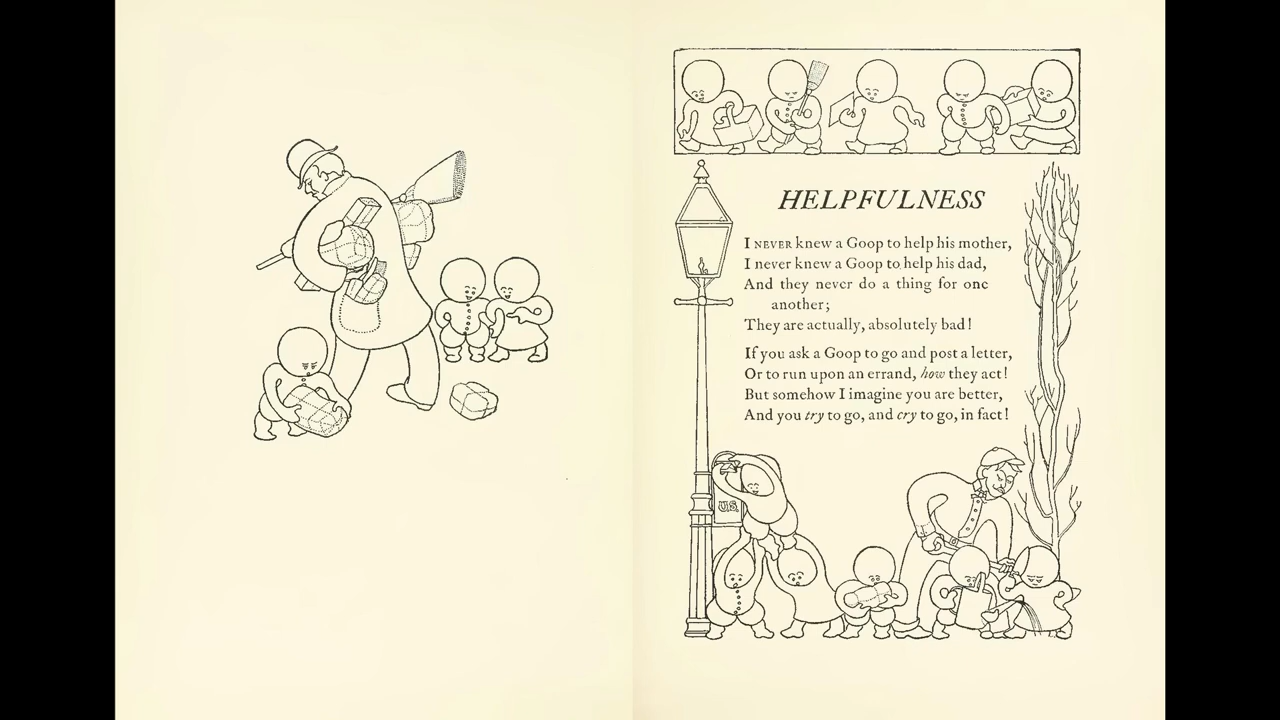 HELPFULNESS
I NEVER knew a Goop to help his mother,
I never knew a Goop to help his dad,
And they never do a thing for one
another;
They are actually, absolutely bad!
If you ask a Goop to go and post a letter,
Or to run upon an errand, how they act!
But somehow I imagine you are better,
And you try to go, and cry to go, in fact!
U.S.